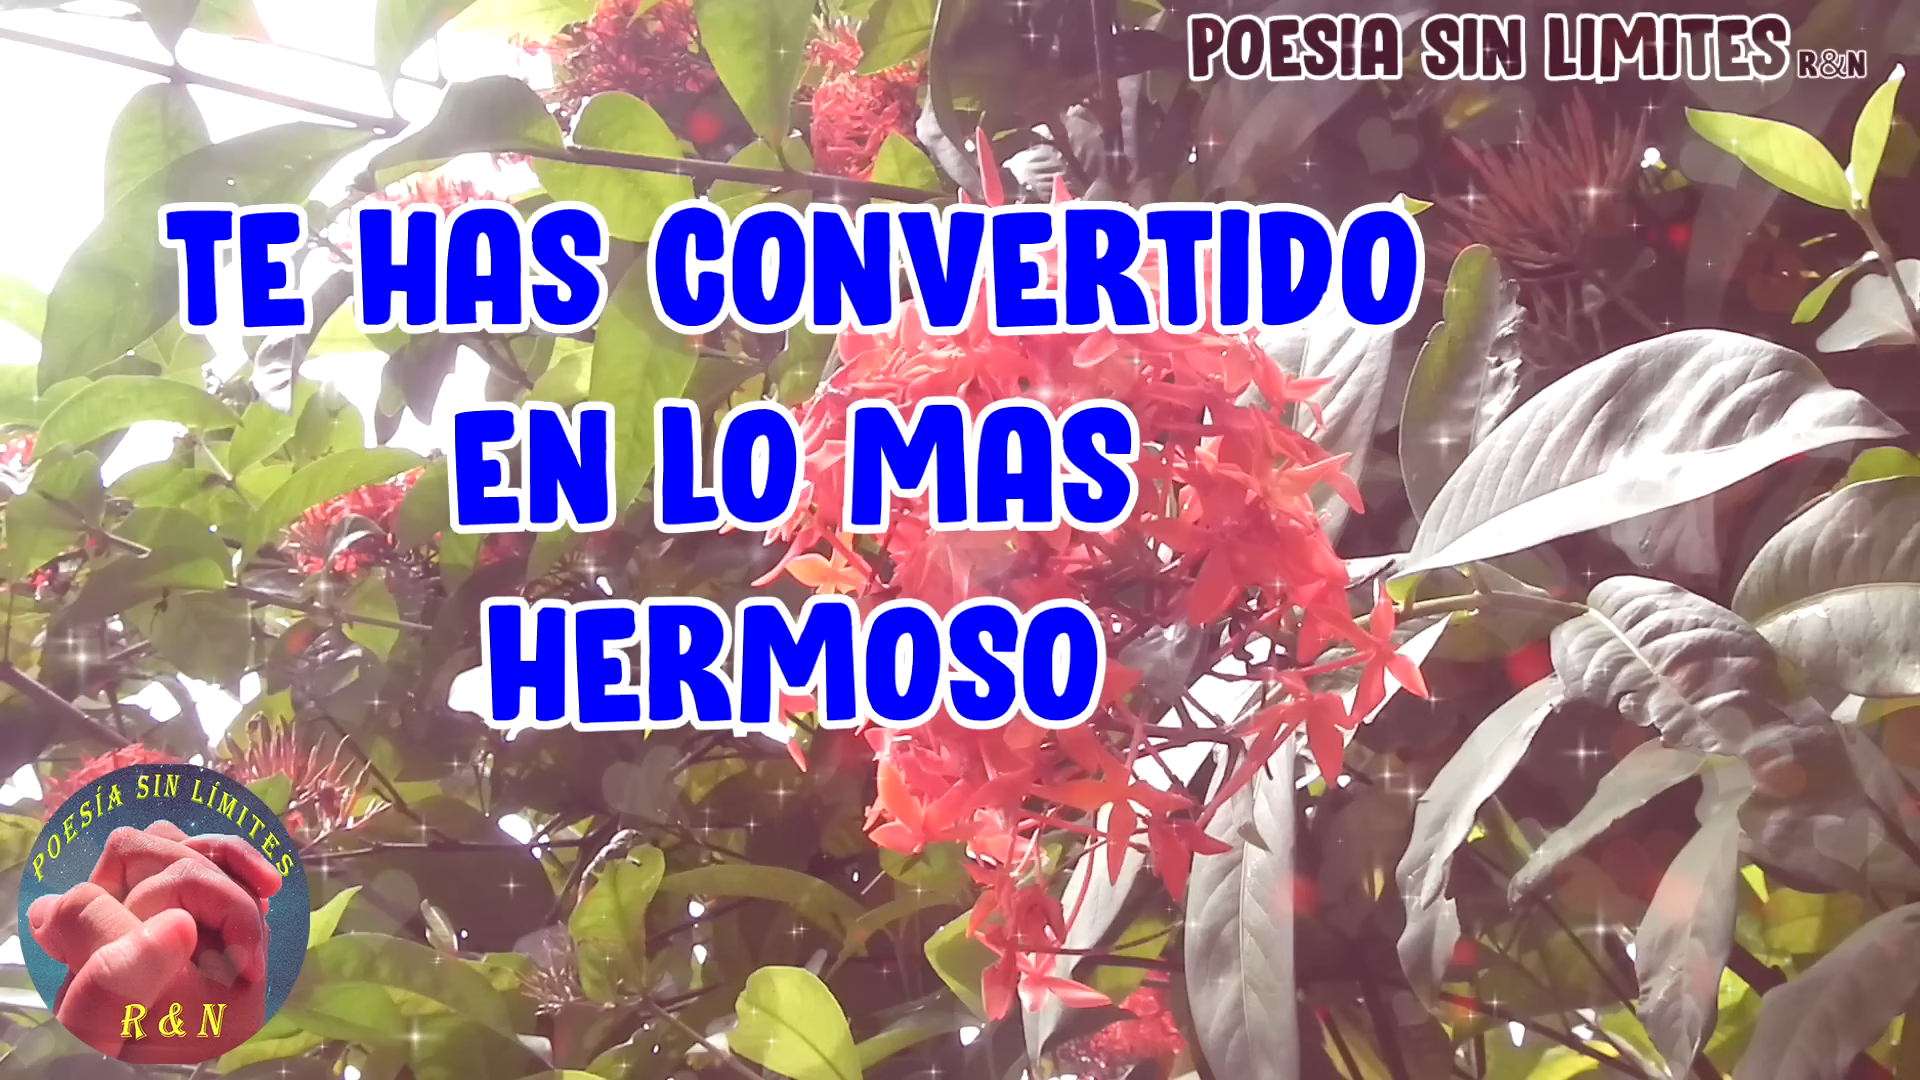 POESIA SIN LIMITES R&N
TE HAS CONVERTIDO
EN LO MAS
HERMOSO
POESÍA SIN LÍMITES
R & N